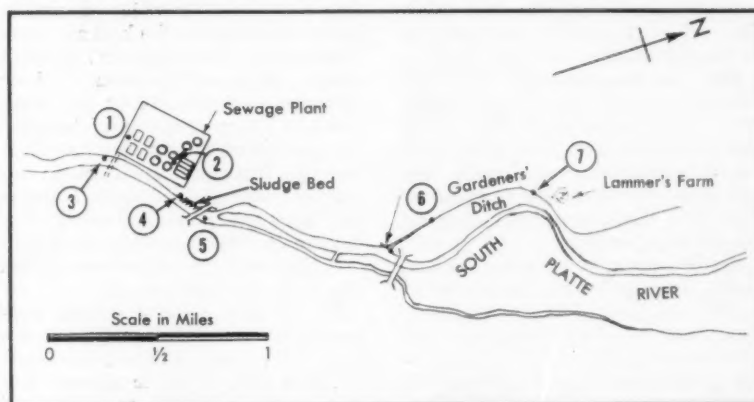 Z
1
Sewage Plant
2
3
Sludge Bed
4
5
6
Gardeners'
Ditch
7
Lammer's Farm
SOUTH
PLATTE
RIVER
Scale in Miles
0 ½ 1